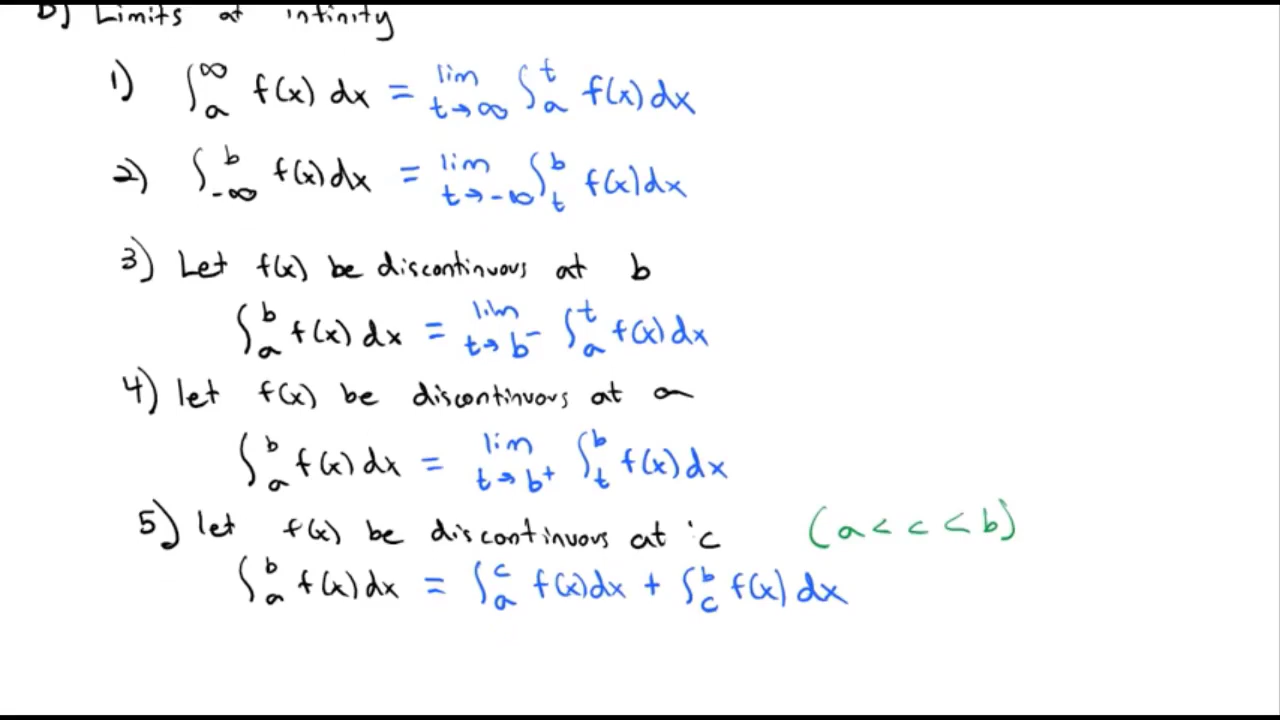 D) Limits at infinity
1) ∫_a^∞ f(x) dx = lim_{t→∞} ∫_a^t f(x) dx
2) ∫_{-∞}^b f(x) dx = lim_{t→-∞} ∫_t^b f(x) dx
3) Let f(x) be discontinuous at b
∫_a^b f(x) dx = lim_{t→b^-} ∫_a^t f(x) dx
4) let f(x) be discontinuous at a
∫_a^b f(x) dx = lim_{t→b^+} ∫_t^b f(x) dx
5) let f(x) be discontinuous at c (a < c < b)
∫_a^b f(x) dx = ∫_a^c f(x) dx + ∫_c^b f(x) dx